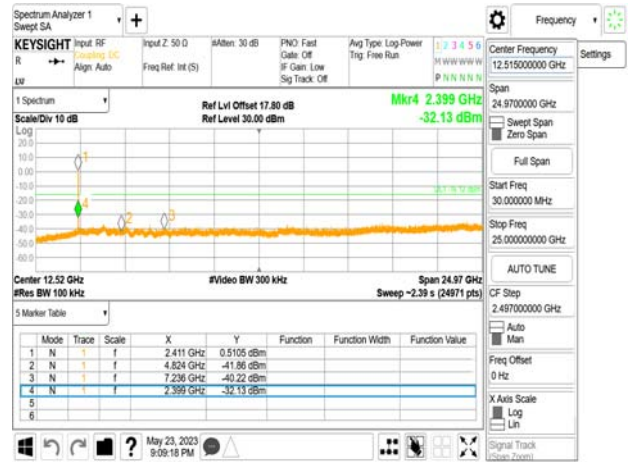 Spectrum Analyzer 1
Swept SA
Frequency
KEYSIGHT
Input: RF
Coupling: DC
Align: Auto
Input Z: 50 Ω
Freq Ref: Int (S)
#Atten: 30 dB
PNO: Fast
Gate: Off
IF Gain: Low
Sig Track: Off
Avg Type: Log-Power
Trig: Free Run
1 2 3 4 5 6
M W W W W W
P N N N N N
R
LXI
1 Spectrum
Scale/Div 10 dB
Log
Ref Lvl Offset 17.80 dB
Ref Level 30.00 dBm
Mkr4 2.399 GHz
-32.13 dBm
20.0
10.0
0.00
-10.0
-20.0
-30.0
-40.0
-50.0
-60.0
1
4
2
3
Center 12.52 GHz
#Video BW 300 kHz
Span 24.97 GHz
#Res BW 100 kHz
Sweep ~2.39 s (24971 pts)
5 Marker Table
Mode Trace Scale X Y Function Function Width Function Value
1 N 1 f 2.411 GHz 0.5105 dBm
2 N 1 f 4.824 GHz -41.86 dBm
3 N 1 f 7.236 GHz -40.22 dBm
4 N 1 f 2.399 GHz -32.13 dBm
5
6
May 23, 2023
9:09:18 PM
Center Frequency
12.515000000 GHz
Settings
Span
24.9700000 GHz
Swept Span
Zero Span
Full Span
Start Freq
30.000000 MHz
Stop Freq
25.000000000 GHz
AUTO TUNE
CF Step
2.497000000 GHz
Auto
Man
Freq Offset
0 Hz
X Axis Scale
Log
Lin
Signal Track
(Span Zoom)